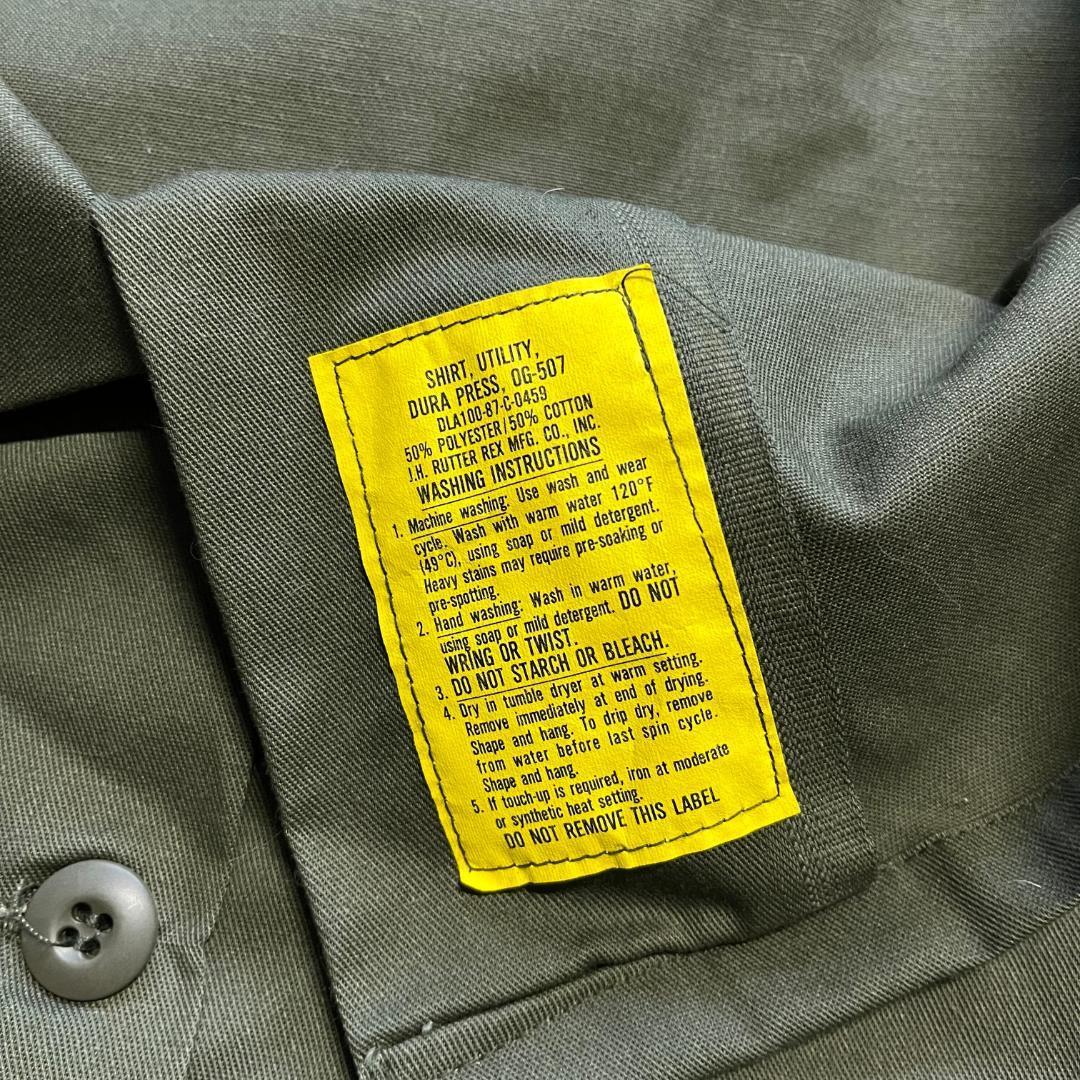 SHIRT, UTILITY,
DURA PRESS, OG-507
DLA100-87-C-0459
50% POLYESTER/50% COTTON
J.H. RUTTER REX MFG. CO., INC.
WASHING INSTRUCTIONS
1. Machine washing: Use wash and wear
cycle. Wash with warm water 120°F
(49°C), using soap or mild detergent.
Heavy stains may require pre-soaking or
pre-spotting.
2. Hand washing: Wash in warm water,
using soap or mild detergent. DO NOT
WRING OR TWIST.
3. DO NOT STARCH OR BLEACH.
4. Dry in tumble dryer at warm setting.
Remove immediately at end of drying.
Shape and hang. To drip dry, remove
from water before last spin cycle.
Shape and hang.
5. If touch-up is required, iron at moderate
or synthetic heat setting.
DO NOT REMOVE THIS LABEL